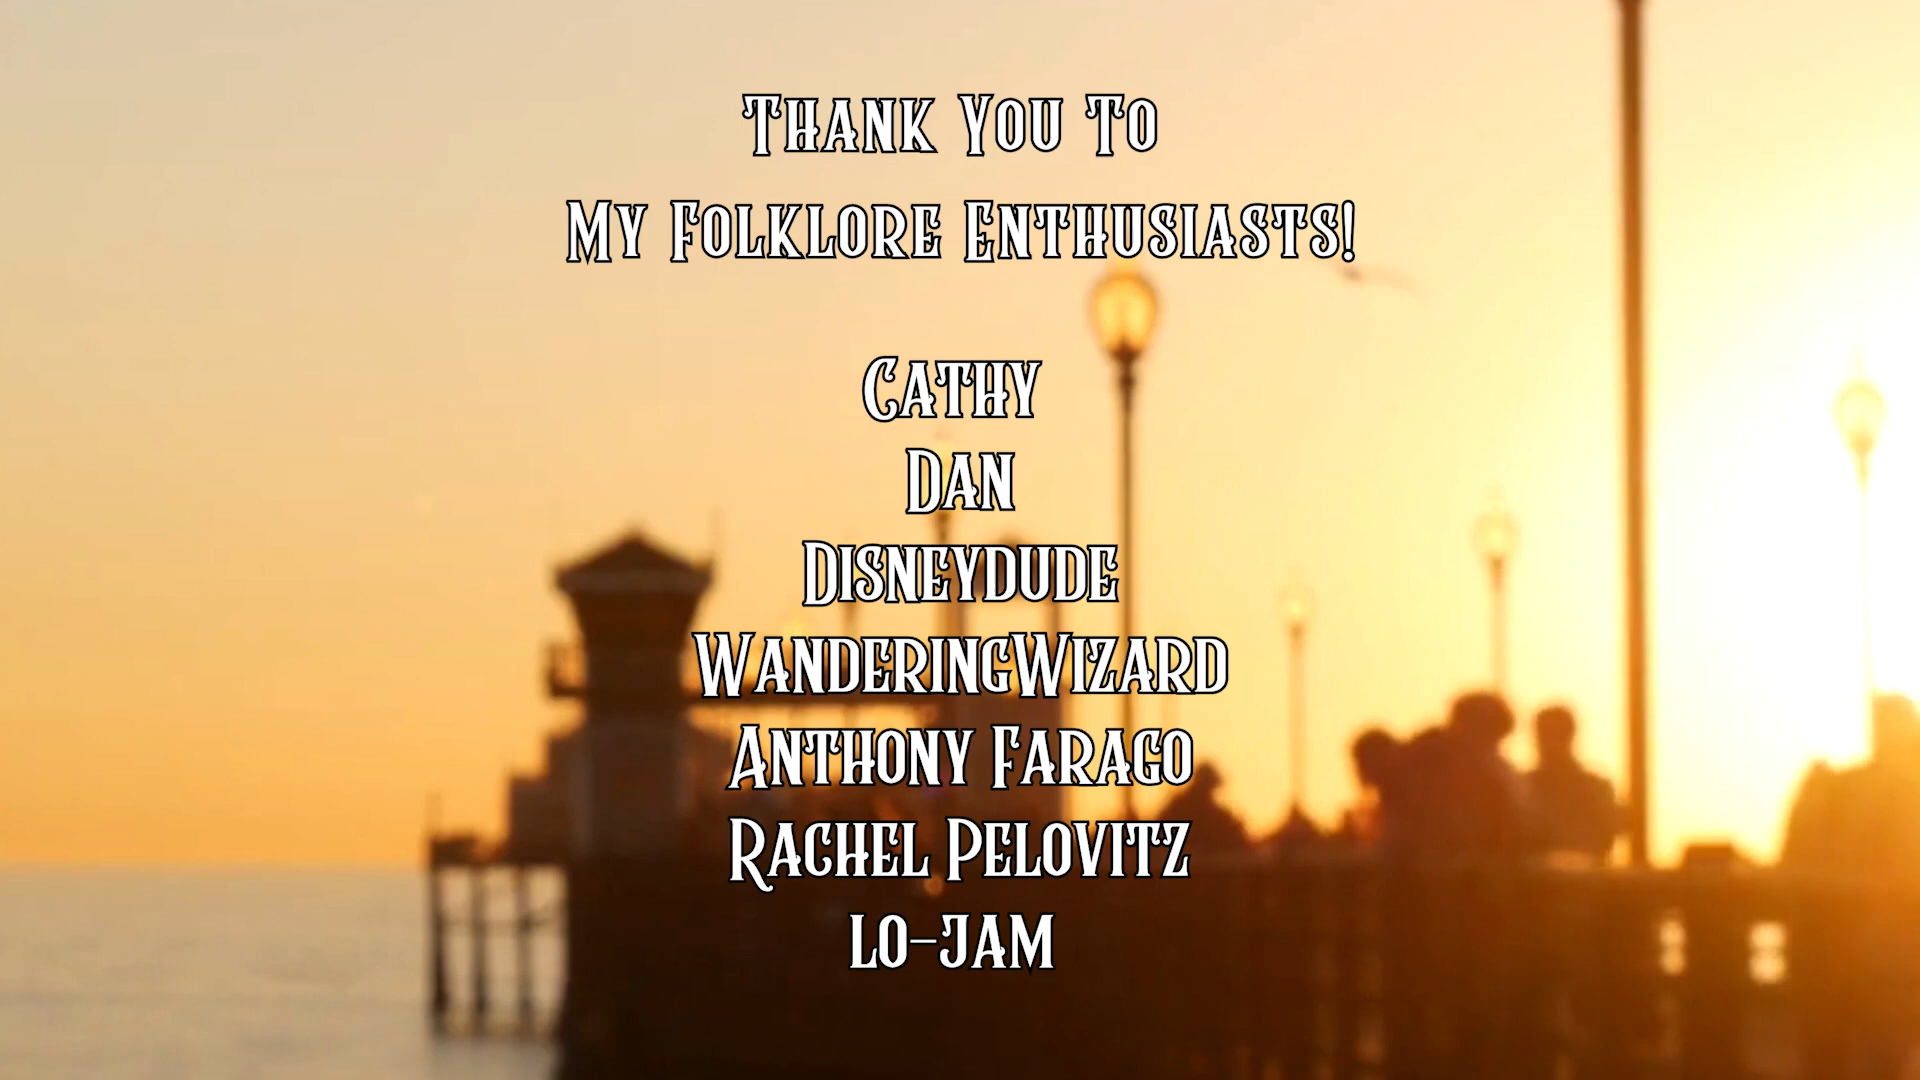 Thank You To
My Folklore Enthusiasts!
Cathy
Dan
Disneydude
WanderingWizard
Anthony Farago
Rachel Pelovitz
lo-jam